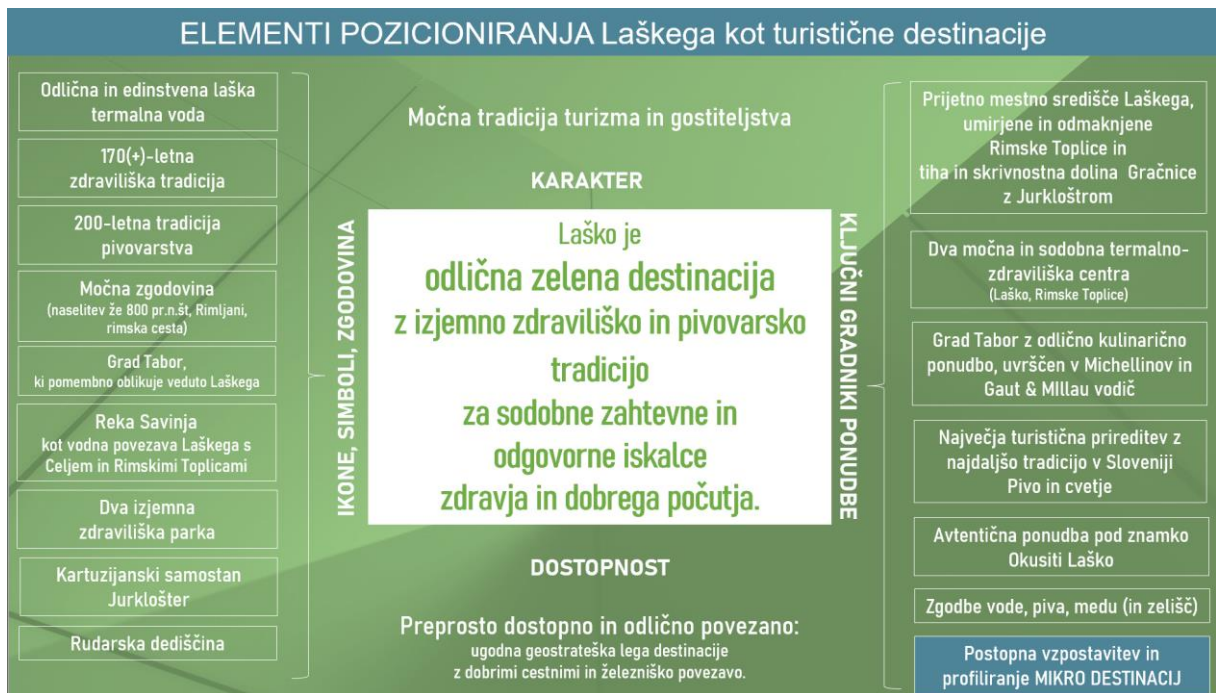 ELEMENTI POZICIONIRANJA Laškega kot turistične destinacije
Odlična in edinstvena laška
termalna voda
170(+)-letna
zdraviliška tradicija
200-letna tradicija
pivovarstva
Močna zgodovina
(naselitev že 800 pr.n.št, Rimljani,
rimska cesta)
Grad Tabor,
ki pomembno oblikuje veduto Laškega
Reka Savinja
kot vodna povezava Laškega s
Celjem in Rimskimi Toplicami
Dva izjemna
zdraviliška parka
Kartuzijanski samostan
Jurklošter
Rudarska dediščina
IKONE, SIMBOLI, ZGODOVINA
Močna tradicija turizma in gostiteljstva
KARAKTER
Laško je
odlična zelena destinacija
z izjemno zdraviliško in pivovarsko
tradicijo
za sodobne zahtevne in
odgovorne iskalce
zdravja in dobrega počutja.
DOSTOPNOST
Preprosto dostopno in odlično povezano:
ugodna geostrateška lega destinacije
z dobrimi cestnimi in železniško povezavo.
KLJUČNI GRADNIKI PONUDBE
Prijetno mestno središče Laškega,
umirjene in odmaknjene
Rimske Toplice in
tiha in skrivnostna dolina Gračnice
z Jurkloštrom
Dva močna in sodobna termalno-
zdraviliška centra
(Laško, Rimske Toplice)
Grad Tabor z odlično kulinarično
ponudbo, uvrščen v Michellinov in
Gaut & MIllau vodič
Največja turistična prireditev z
najdaljšo tradicijo v Sloveniji
Pivo in cvetje
Avtentična ponudba pod znamko
Okusiti Laško
Zgodbe vode, piva, medu (in zelišč)
Postopna vzpostavitev in
profiliranje MIKRO DESTINACIJ